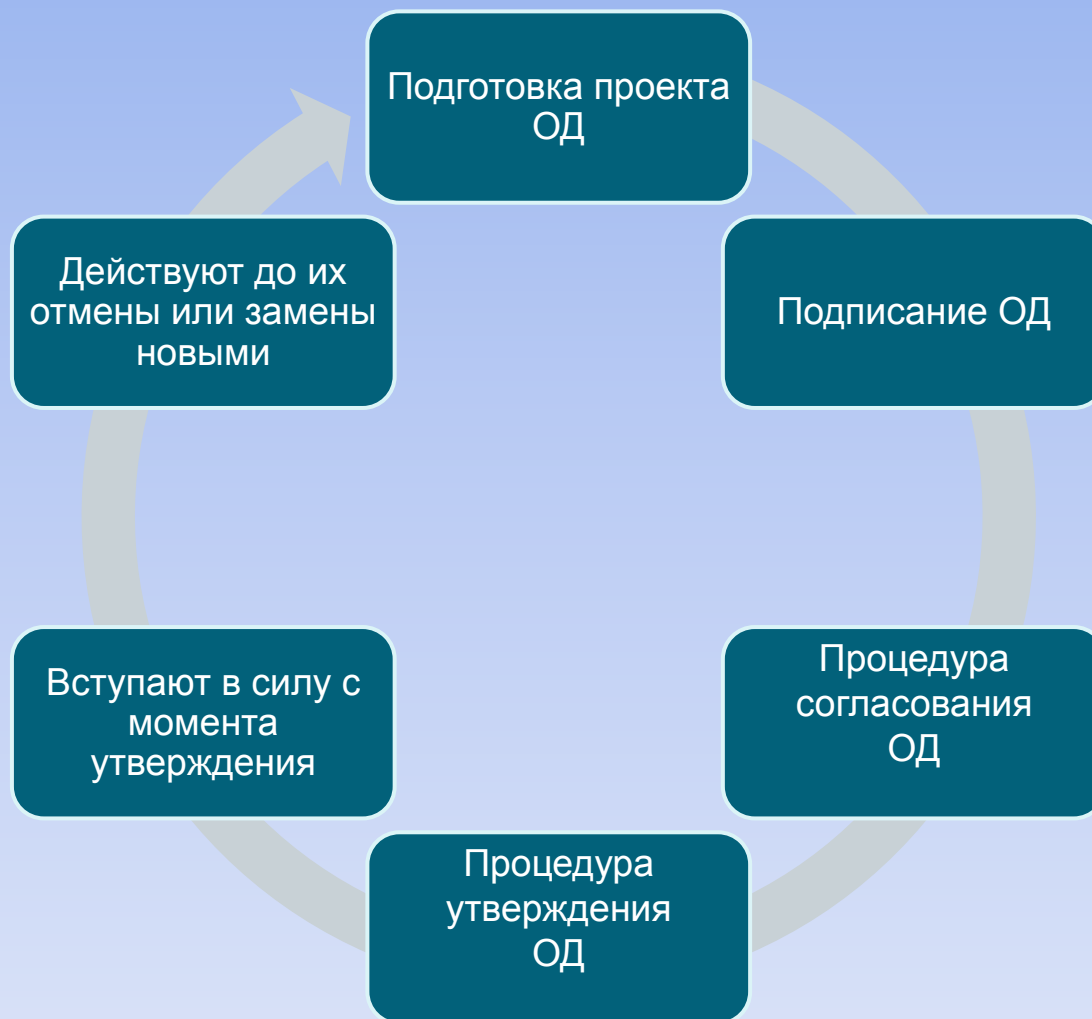 Подготовка проекта
ОД
Подписание ОД
Процедура
согласования
ОД
Процедура
утверждения
ОД
Вступают в силу с
момента
утверждения
Действуют до их
отмены или замены
новыми